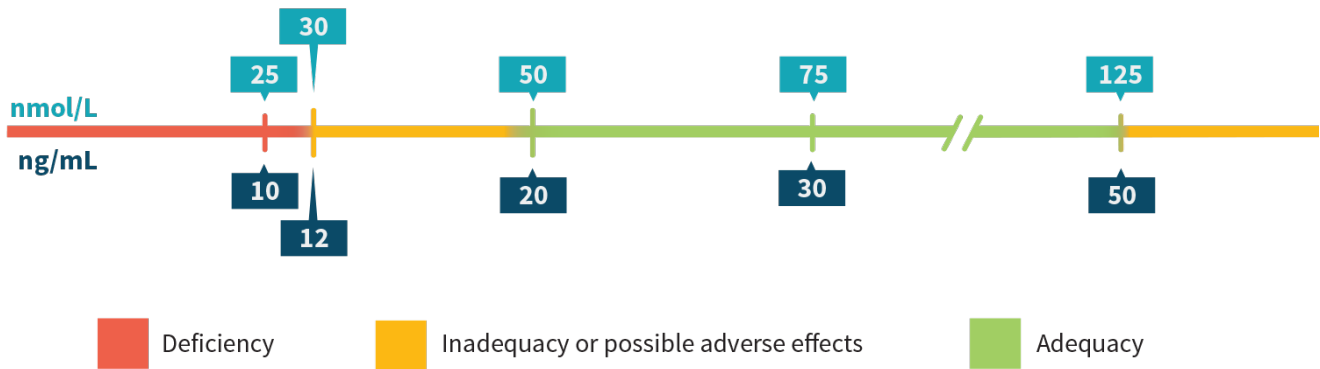 30
25 50 75 125
nmol/L
ng/mL
10 20 30 50
12
Deficiency Inadequacy or possible adverse effects Adequacy